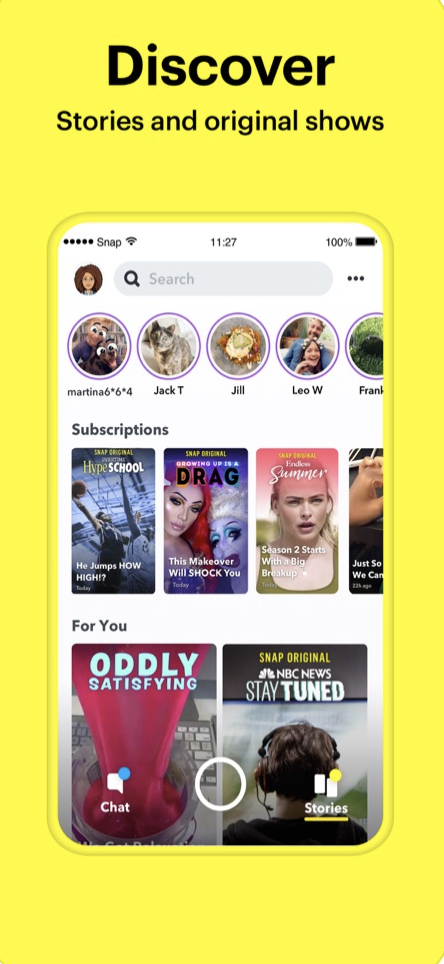 Discover
Stories and original shows
Snap 11:27 100%
Search
martina6*6*4 Jack T Jill Leo W Frank
Subscriptions
SNAP ORIGINAL
OVERTIME
Hype SCHOOL
He Jumps HOW
HIGH!?
Today
SNAP ORIGINAL
GROWING UP IS A
DRAG
This Makeover
Will SHOCK You
Today
SNAP ORIGINAL
Endless
Summer
Season 2 Starts
With a Big
Breakup
Today
Just So
We Can
22h ago
For You
ODDLY
SATISFYING
SNAP ORIGINAL
NBC NEWS
STAY TUNED
Chat
Stories
We Got